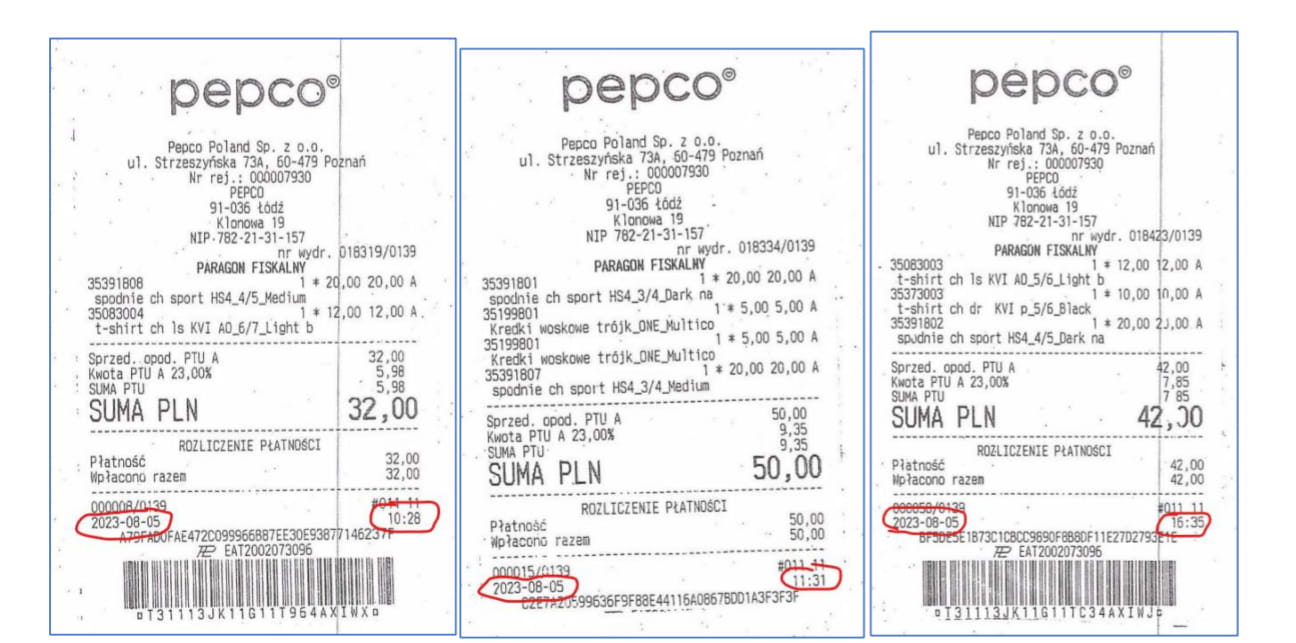 pepco
Pepco Poland Sp. z o.o.
ul. Strzeszyńska 73A, 60-479 Poznań
Nr rej.: 000007930
PEPCO
91-036 Łódź
Klonowa 19
NIP 782-21-31-157
nr wydr. 018319/0139
PARAGON FISKALNY
35391808 1 * 20,00 20,00 A
spodnie ch sport HS4_4/5_Medium
35083004 1 * 12,00 12,00 A
t-shirt ch ls KVI AO_6/7_Light b
Sprzed. opod. PTU A 32,00
Kwota PTU A 23,00% 5,98
SUMA PTU 5,98
SUMA PLN 32,00
ROZLICZENIE PŁATNOŚCI
Płatność 32,00
Wpłacono razem 32,00
000008/0139 #011 11
2023-08-05 10:28
A79FAD0FAE472C099966887EE30E93877146237F
EAT2002073096
T31113JK11G11T964AXIWX
pepco
Pepco Poland Sp. z o.o.
ul. Strzeszyńska 73A, 60-479 Poznań
Nr rej.: 000007930
PEPCO
91-036 Łódź
Klonowa 19
NIP 782-21-31-157
nr wydr. 018334/0139
PARAGON FISKALNY
35391801 1 * 20,00 20,00 A
spodnie ch sport HS4_3/4_Dark na
35199801 1 * 5,00 5,00 A
Kredki woskowe trójk_ONE_Multico
35199801 1 * 5,00 5,00 A
Kredki woskowe trójk_ONE_Multico
35391807 1 * 20,00 20,00 A
spodnie ch sport HS4_3/4_Medium
Sprzed. opod. PTU A 50,00
Kwota PTU A 23,00% 9,35
SUMA PTU 9,35
SUMA PLN 50,00
ROZLICZENIE PŁATNOŚCI
Płatność 50,00
Wpłacono razem 50,00
000015/0139 #011 11
2023-08-05 11:31
pepco
Pepco Poland Sp. z o.o.
ul. Strzeszyńska 73A, 60-479 Poznań
Nr rej.: 000007930
PEPCO
91-036 Łódź
Klonowa 19
NIP 782-21-31-157
nr wydr. 018423/0139
PARAGON FISKALNY
35083003 1 * 12,00 12,00 A
t-shirt ch ls KVI AO_5/6_Light b
35373003 1 * 10,00 10,00 A
t-shirt ch dr KVI p_5/6_Black
35391802 1 * 20,00 20,00 A
spodnie ch sport HS4_4/5_Dark na
Sprzed. opod. PTU A 42,00
Kwota PTU A 23,00% 7,85
SUMA PTU 7 85
SUMA PLN 42,00
ROZLICZENIE PŁATNOŚCI
Płatność 42,00
Wpłacono razem 42,00
000050/0139 #011 11
2023-08-05 16:35
EAT2002073096
T31113JK11G11TC34AXIWJ